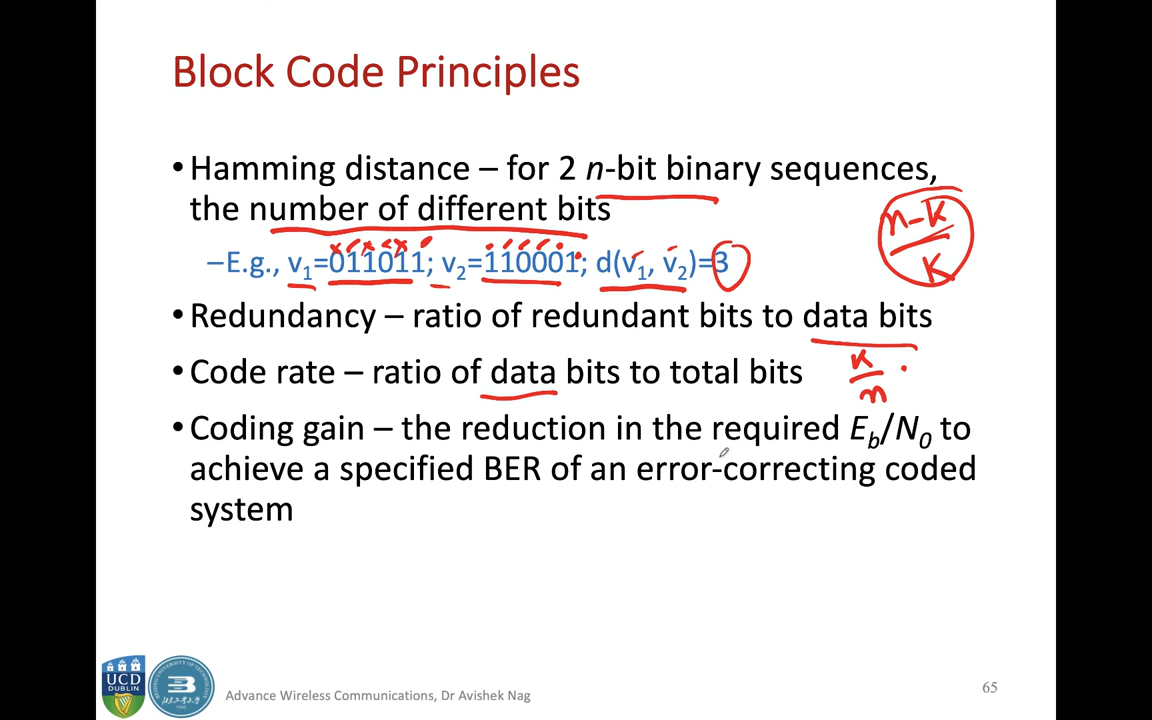 Block Code Principles
•Hamming distance – for 2 n-bit binary sequences,
the number of different bits
–E.g., v1=011011; v2=110001; d(v1, v2)=3
n-k
k
•Redundancy – ratio of redundant bits to data bits
•Code rate – ratio of data bits to total bits
k
n
•Coding gain – the reduction in the required Eb/N0 to
achieve a specified BER of an error-correcting coded
system
UCD
DUBLIN
Advance Wireless Communications, Dr Avishek Nag
65